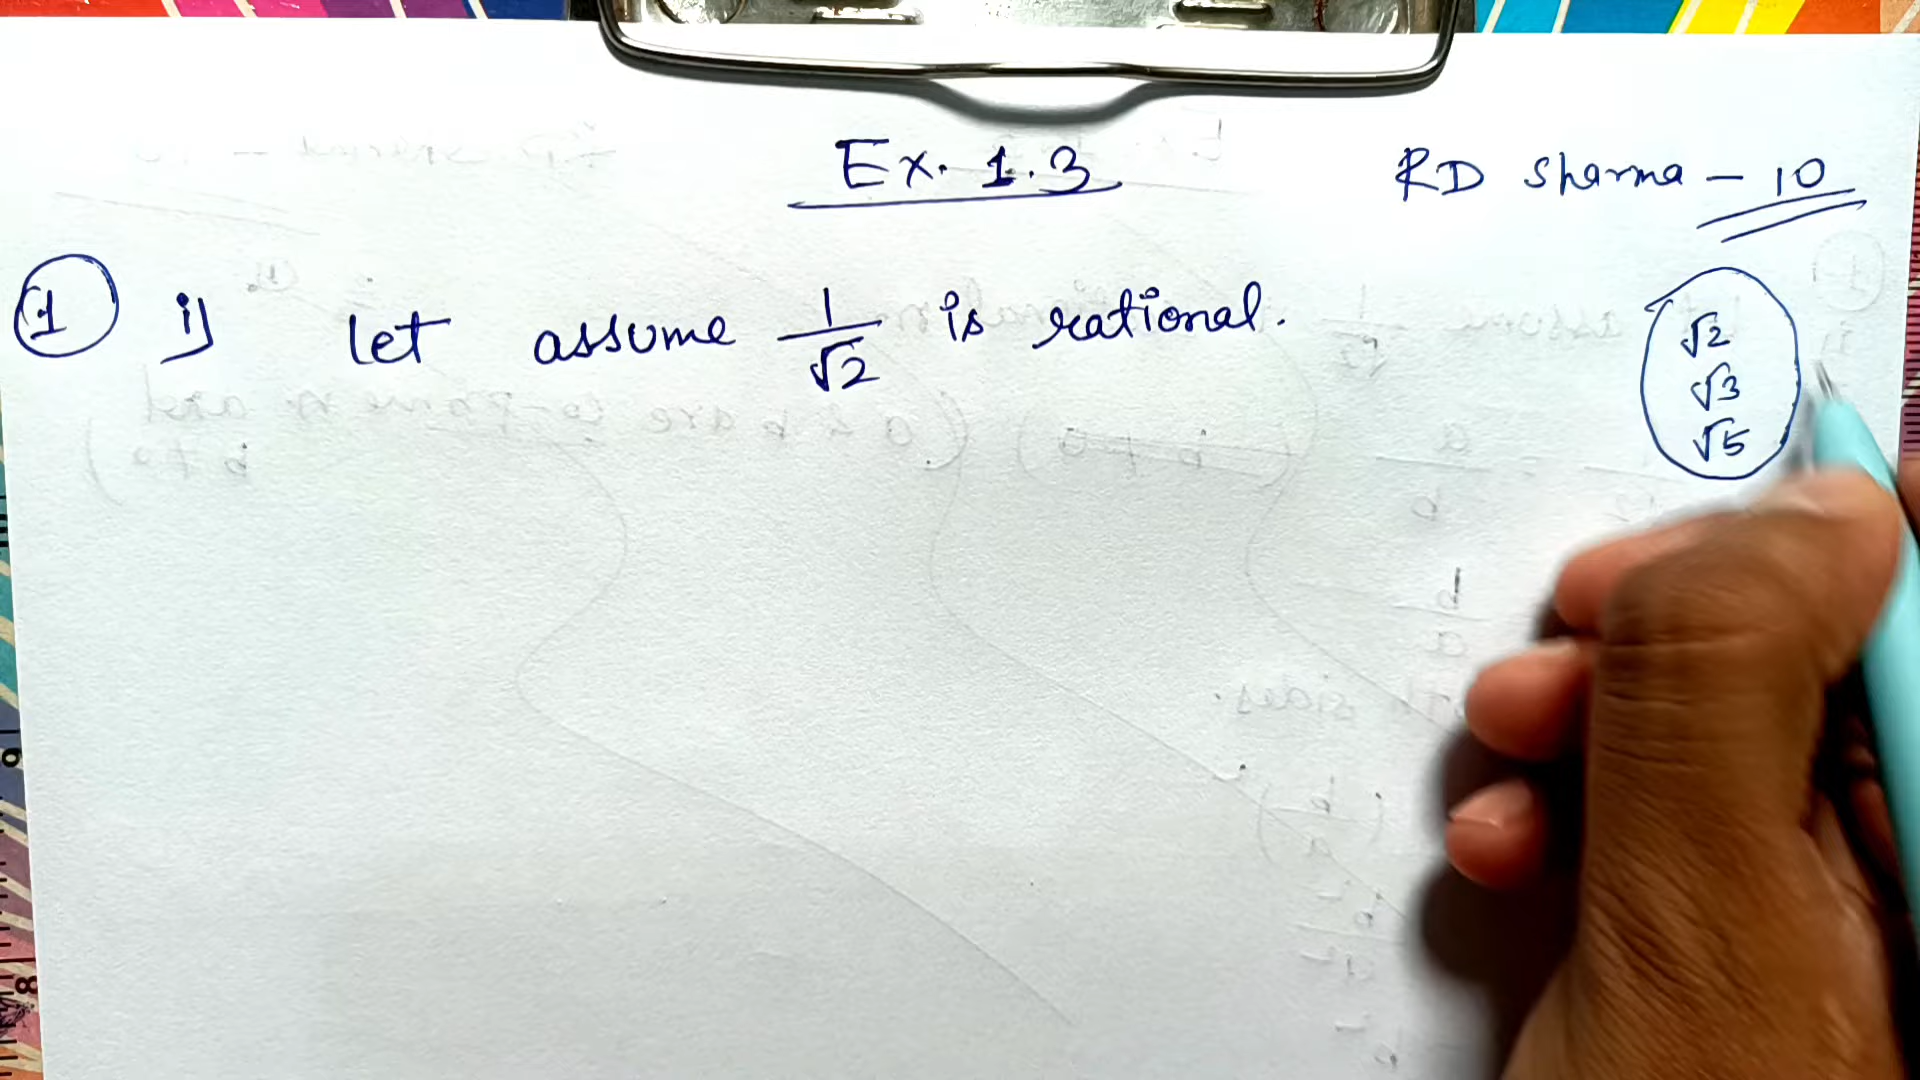 Ex. 1.3
RD Sharma - 10
1 i) let assume 1/√2 is rational.
√2
√3
√5